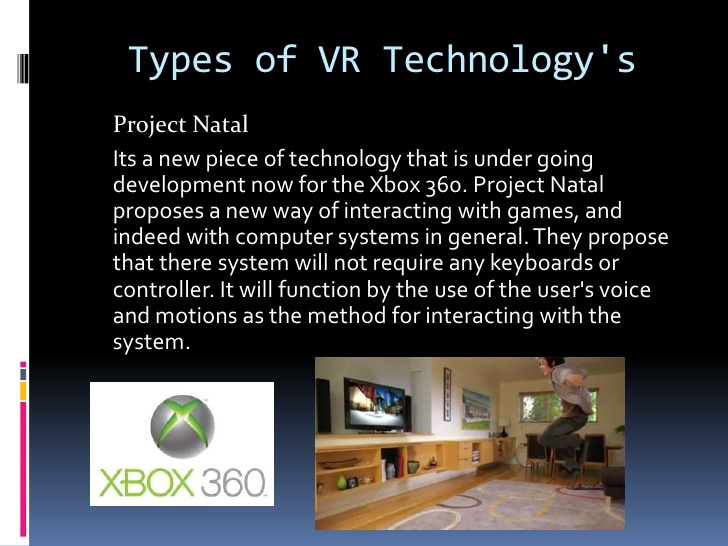 Types of VR Technology's
Project Natal
Its a new piece of technology that is under going
development now for the Xbox 360. Project Natal
proposes a new way of interacting with games, and
indeed with computer systems in general. They propose
that there system will not require any keyboards or
controller. It will function by the use of the user's voice
and motions as the method for interacting with the
system.
XBOX 360